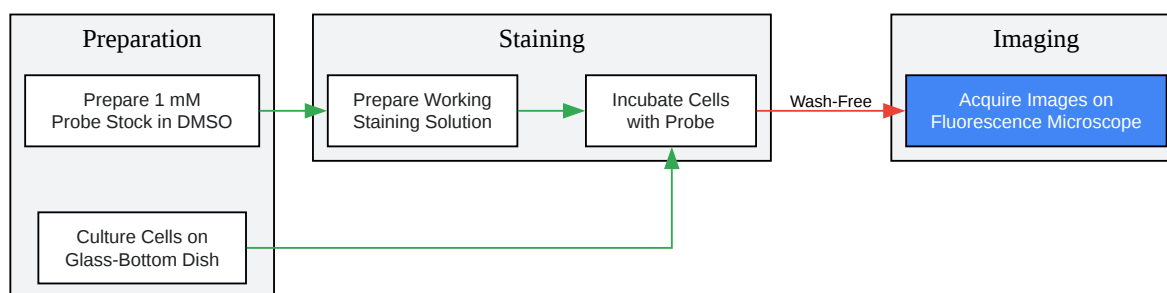 Preparation
Prepare 1 mM
Probe Stock in DMSO
Culture Cells on
Glass-Bottom Dish
Staining
Prepare Working
Staining Solution
Incubate Cells
with Probe
Wash-Free
Imaging
Acquire Images on
Fluorescence Microscope